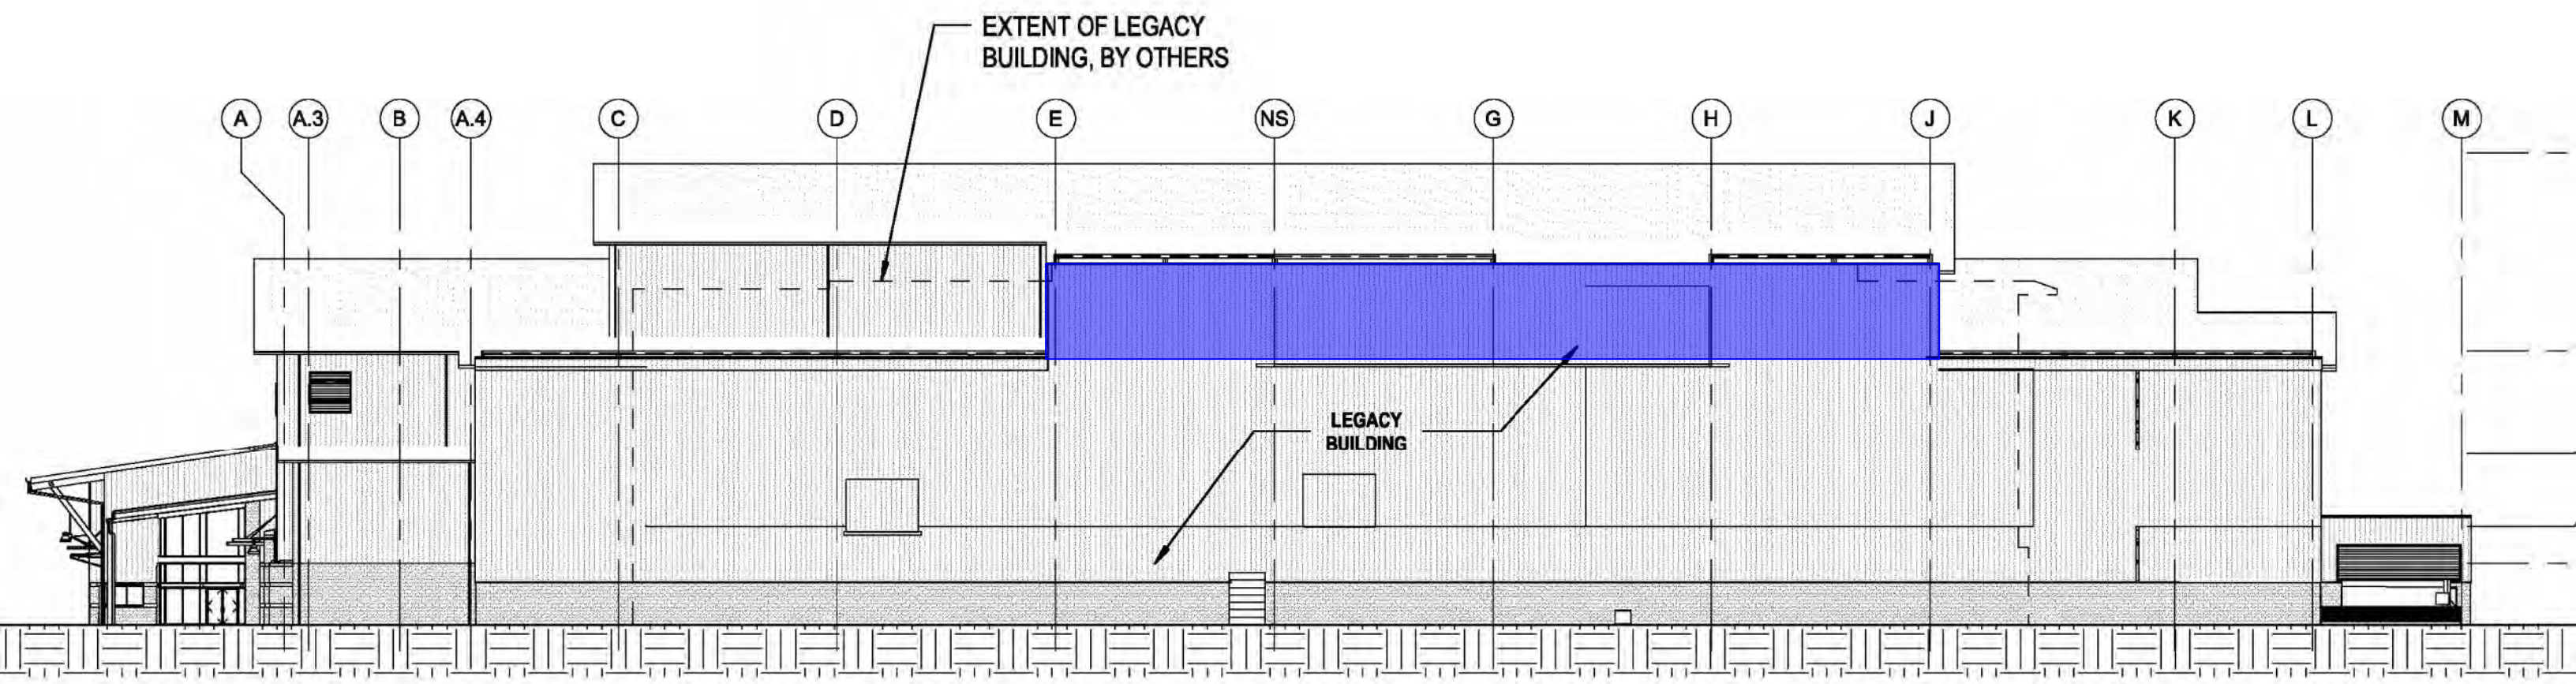 EXTENT OF LEGACY
BUILDING, BY OTHERS
A A.3 B A.4 C D E NS G H J K L M
LEGACY
BUILDING